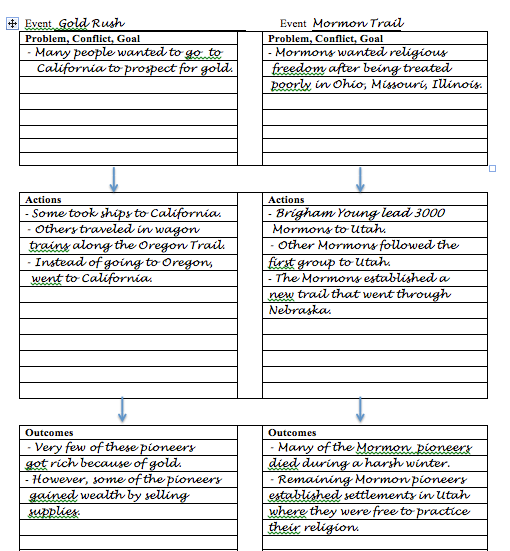 Event Gold Rush
Problem, Conflict, Goal
- Many people wanted to go to
California to prospect for gold.
Event Mormon Trail
Problem, Conflict, Goal
- Mormons wanted religious
freedom after being treated
poorly in Ohio, Missouri, Illinois.
Actions
- Some took ships to California.
- Others traveled in wagon
trains along the Oregon Trail.
- Instead of going to Oregon,
went to California.
Actions
- Brigham Young lead 3000
Mormons to Utah.
- Other Mormons followed the
first group to Utah.
- The Mormons established a
new trail that went through
Nebraska.
Outcomes
- Very few of these pioneers
got rich because of gold.
- However, some of the pioneers
gained wealth by selling
supplies.
Outcomes
- Many of the Mormon pioneers
died during a harsh winter.
- Remaining Mormon pioneers
established settlements in Utah
where they were free to practice
their religion.